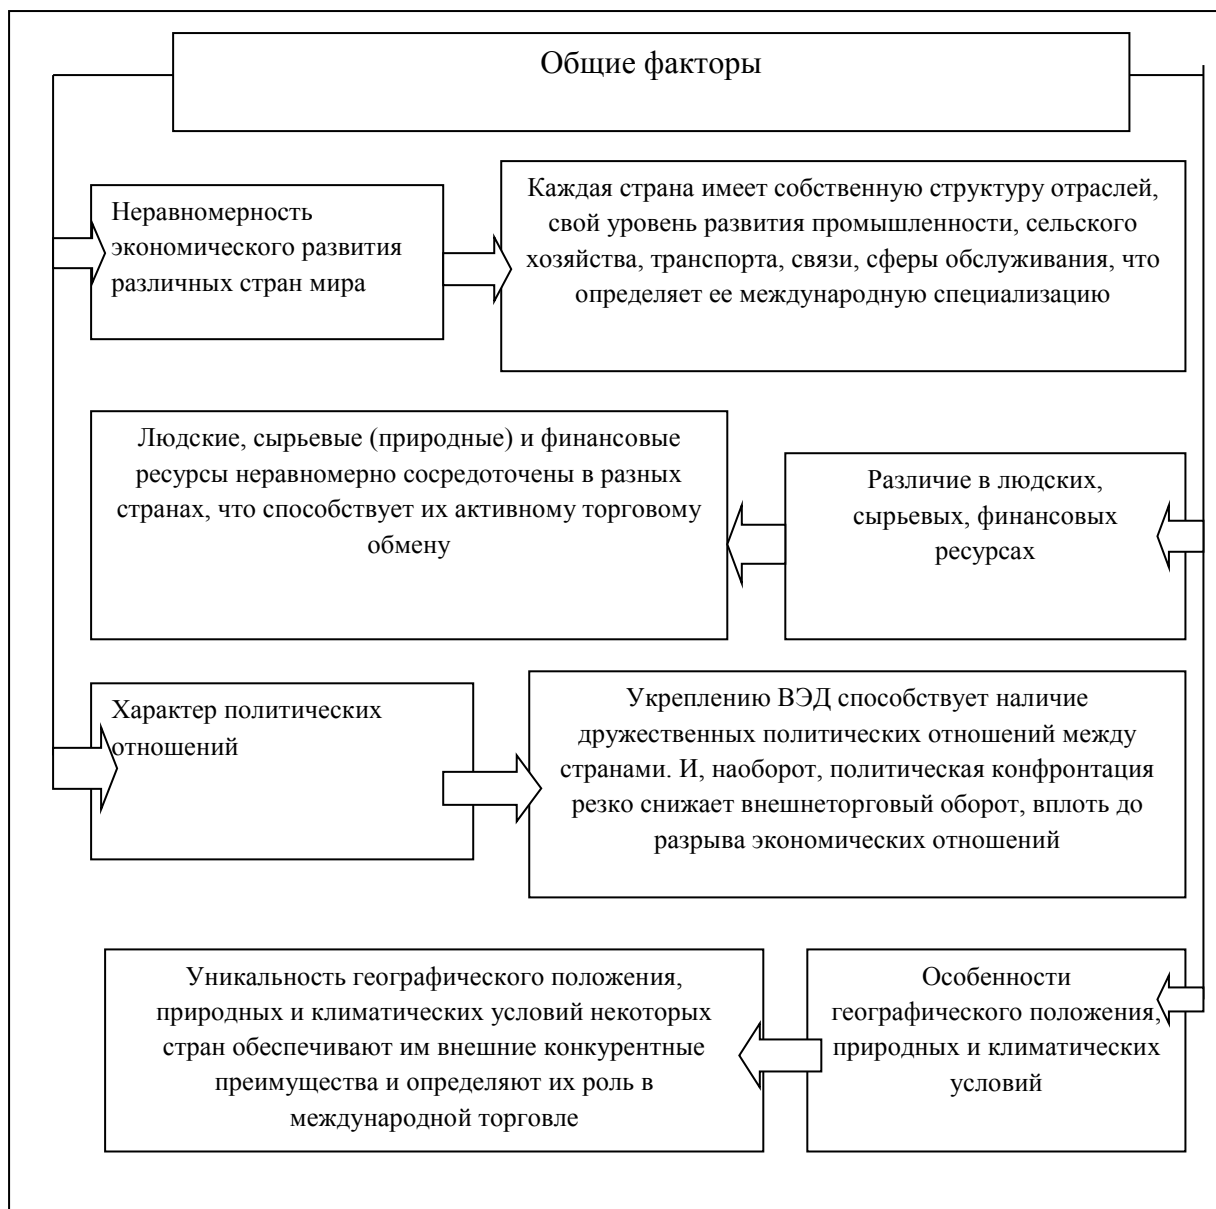 Общие факторы
Неравномерность
экономического развития
различных стран мира
Каждая страна имеет собственную структуру отраслей,
свой уровень развития промышленности, сельского
хозяйства, транспорта, связи, сферы обслуживания, что
определяет ее международную специализацию
Людские, сырьевые (природные) и финансовые
ресурсы неравномерно сосредоточены в разных
странах, что способствует их активному торговому
обмену
Различие в людских,
сырьевых, финансовых
ресурсах
Характер политических
отношений
Укреплению ВЭД способствует наличие
дружественных политических отношений между
странами. И, наоборот, политическая конфронтация
резко снижает внешнеторговый оборот, вплоть до
разрыва экономических отношений
Уникальность географического положения,
природных и климатических условий некоторых
стран обеспечивают им внешние конкурентные
преимущества и определяют их роль в
международной торговле
Особенности
географического положения,
природных и климатических
условий